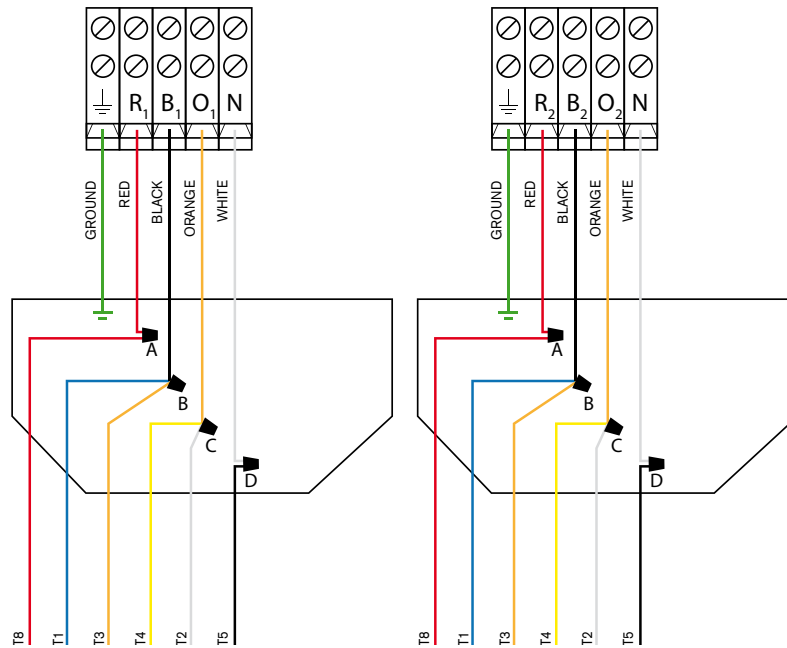 R1 B1 O1 N
R2 B2 O2 N
GROUND RED BLACK ORANGE WHITE
GROUND RED BLACK ORANGE WHITE
A
A
B
B
C
C
D
D
T8 T1 T3 T4 T2 T5
T8 T1 T3 T4 T2 T5